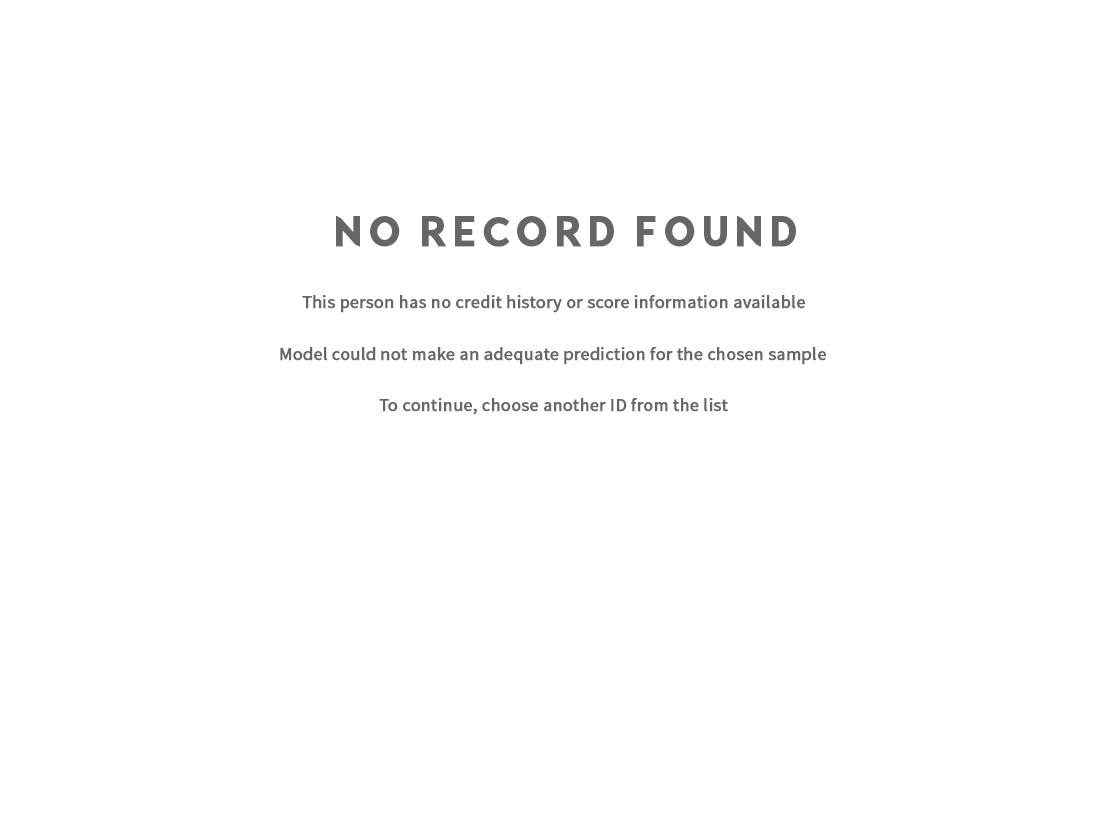 NO RECORD FOUND
This person has no credit history or score information available
Model could not make an adequate prediction for the chosen sample
To continue, choose another ID from the list